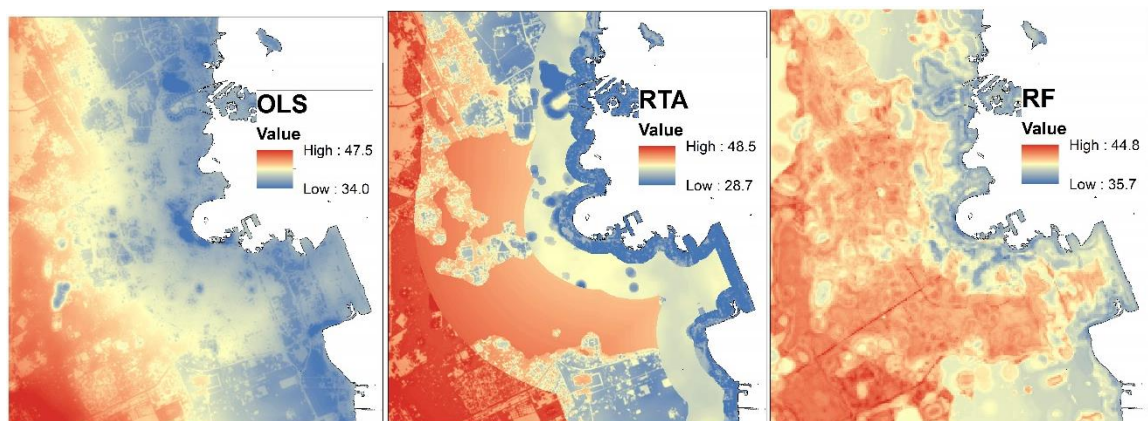 OLS
Value
High : 47.5
Low : 34.0
RTA
Value
High : 48.5
Low : 28.7
RF
Value
High : 44.8
Low : 35.7